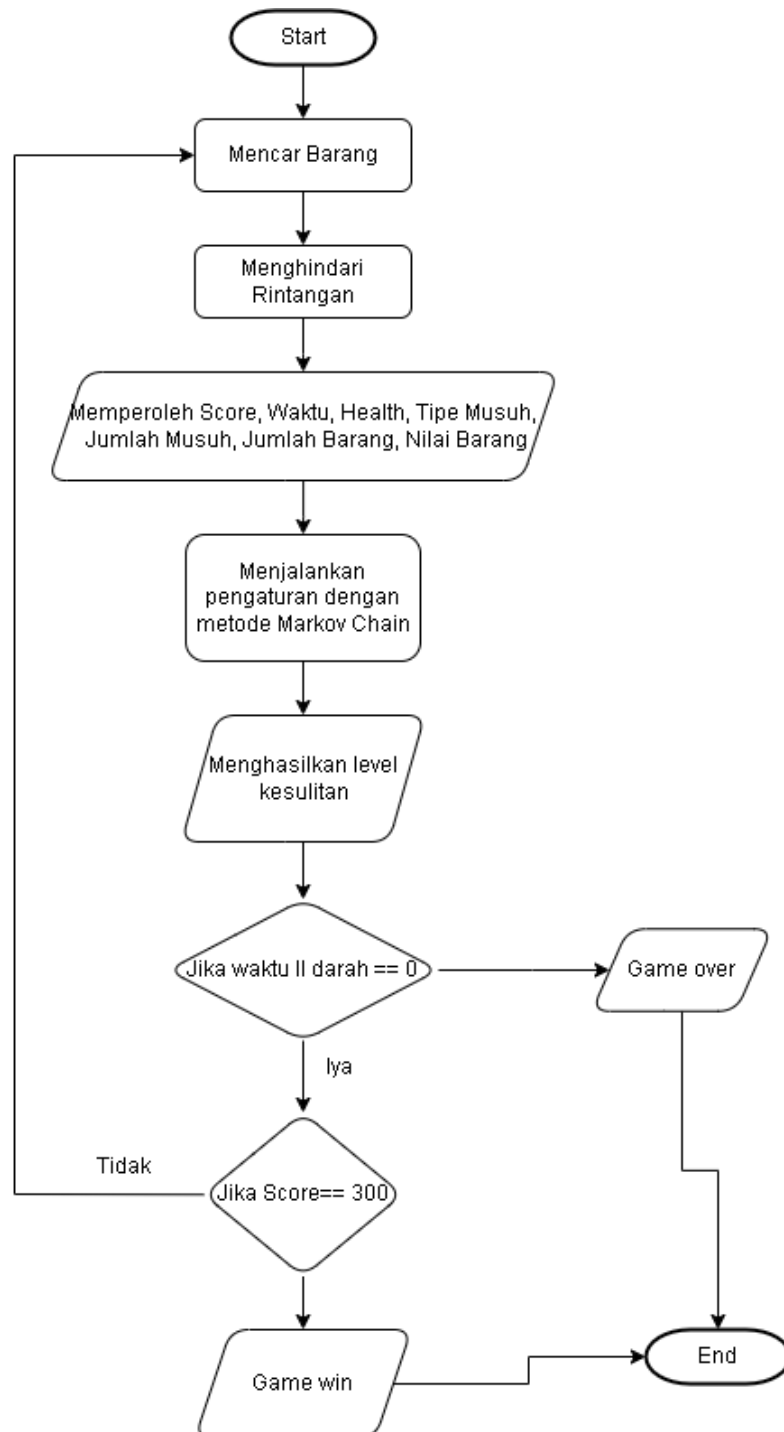 Start
Mencar Barang
Menghindari
Rintangan
Memperoleh Score, Waktu, Health, Tipe Musuh,
Jumlah Musuh, Jumlah Barang, Nilai Barang
Menjalankan
pengaturan dengan
metode Markov Chain
Menghasilkan level
kesulitan
Jika waktu II darah == 0
Game over
Iya
Tidak
Jika Score== 300
Game win
End